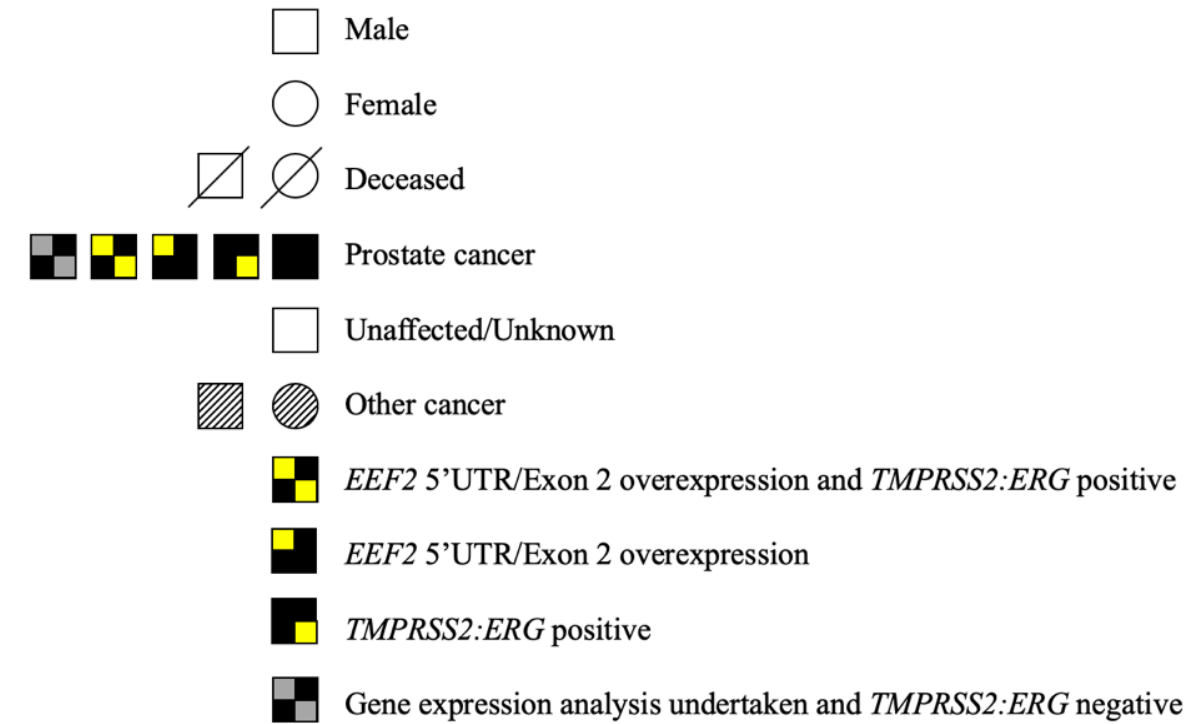 Male
Female
Deceased
Prostate cancer
Unaffected/Unknown
Other cancer
EEF2 5’UTR/Exon 2 overexpression and TMPRSS2:ERG positive
EEF2 5’UTR/Exon 2 overexpression
TMPRSS2:ERG positive
Gene expression analysis undertaken and TMPRSS2:ERG negative